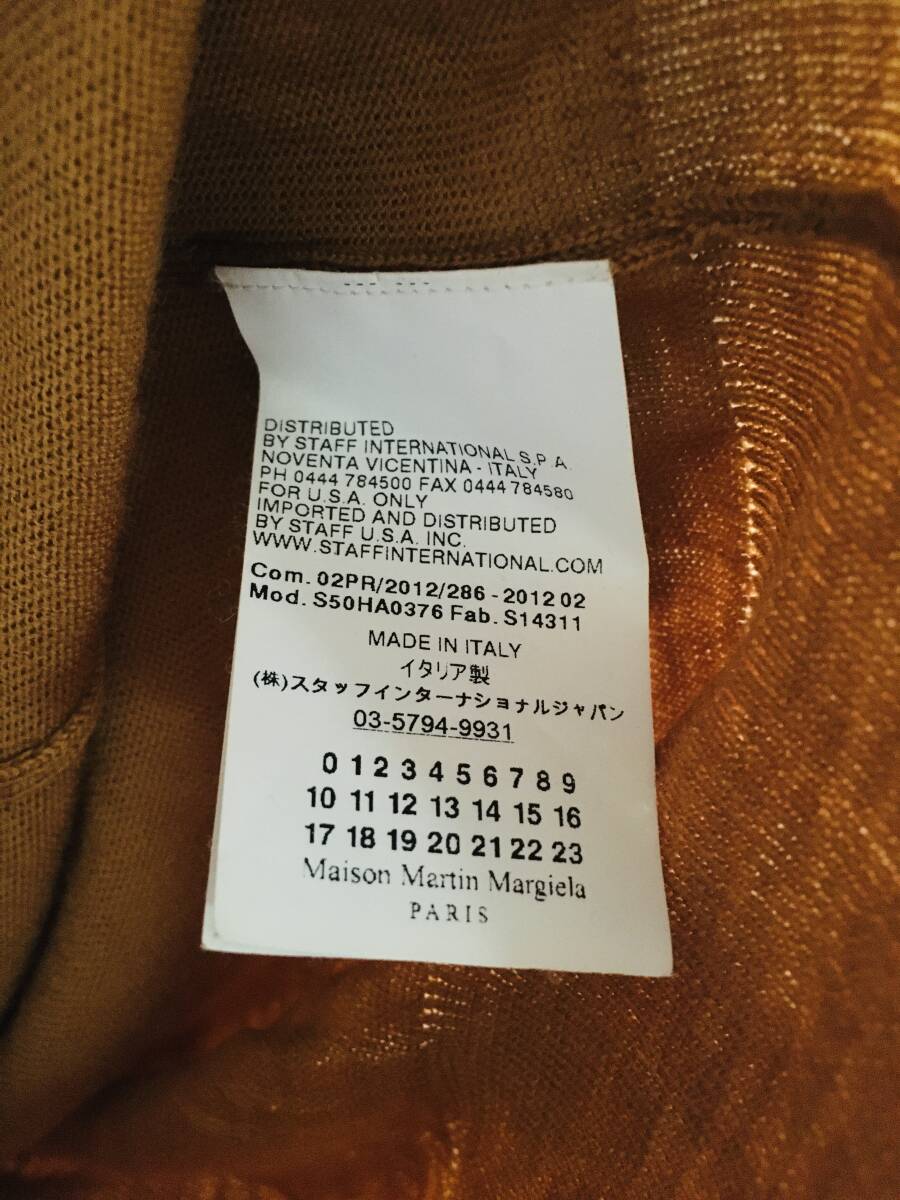 DISTRIBUTED
BY STAFF INTERNATIONAL S.P.A.
NOVENTA VICENTINA - ITALY
PH 0444 784500 FAX 0444 784580
FOR U.S.A. ONLY
IMPORTED AND DISTRIBUTED
BY STAFF U.S.A. INC.
WWW.STAFFINTERNATIONAL.COM
Com. 02PR/2012/286 - 2012 02
Mod. S50HA0376 Fab. S14311
MADE IN ITALY
イタリア製
(株)スタッフインターナショナルジャパン
03-5794-9931
0 1 2 3 4 5 6 7 8 9
10 11 12 13 14 15 16
17 18 19 20 21 22 23
Maison Martin Margiela
PARIS